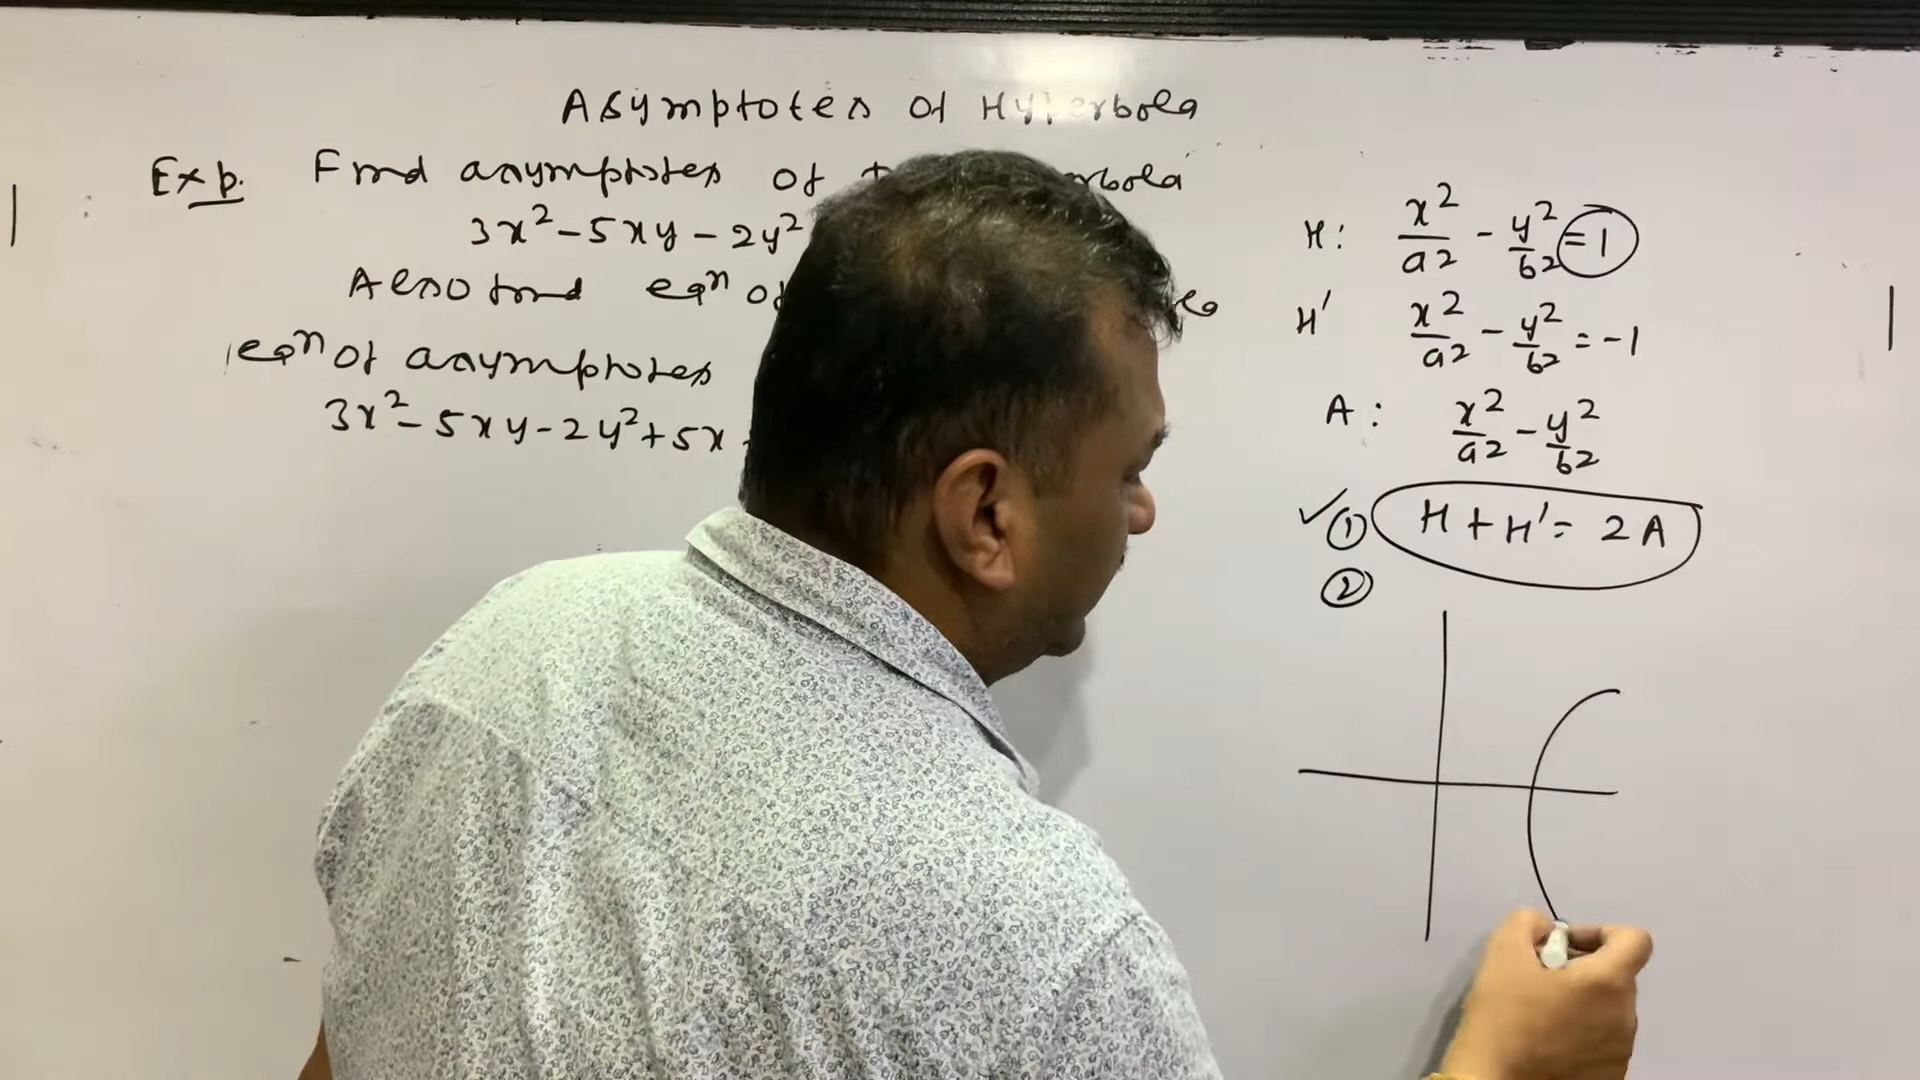 Asymptotes of Hyperbola
Exp. Find asymptotes of
3x² - 5xy - 2y²
Also find eqⁿ of
eqⁿ of asymptotes
3x² - 5xy - 2y² + 5x
H: x²/a² - y²/b² = 1
H' x²/a² - y²/b² = -1
A: x²/a² - y²/b²
✓ ① H + H' = 2A
②